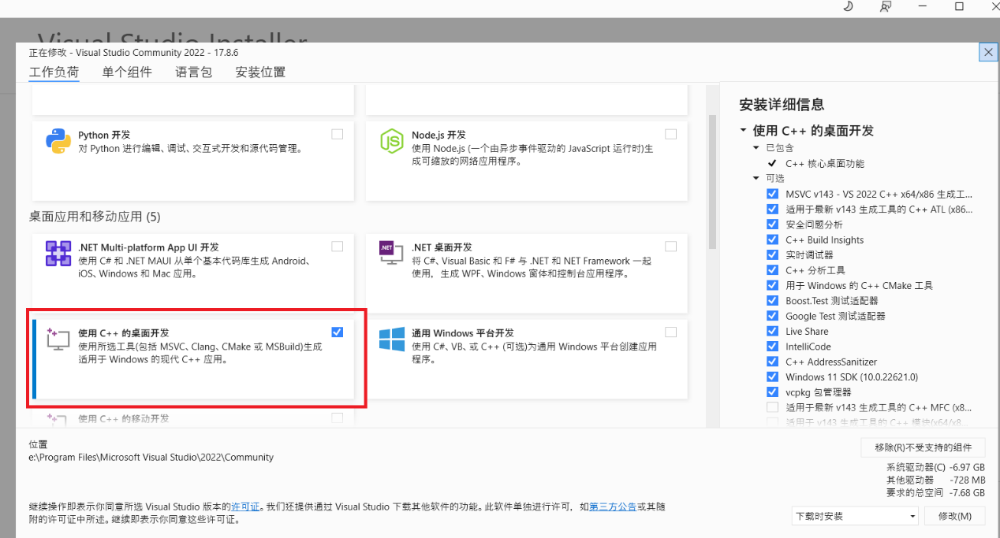 Visual Studio Installer
正在修改 - Visual Studio Community 2022 - 17.8.6
工作负荷 单个组件 语言包 安装位置
Python 开发
对 Python 进行编辑、调试、交互式开发和源代码管理。
Node.js 开发
使用 Node.js (一个由异步事件驱动的 JavaScript 运行时)生
成可缩放的网络应用程序。
桌面应用和移动应用 (5)
.NET Multi-platform App UI 开发
使用 C# 和 .NET MAUI 从单个基本代码库生成 Android、
iOS、Windows 和 Mac 应用。
.NET
.NET 桌面开发
将 C#、Visual Basic 和 F# 与 .NET 和 .NET Framework 一起
使用，生成 WPF、Windows 窗体和控制台应用程序。
使用 C++ 的桌面开发
使用所选工具(包括 MSVC、Clang、CMake 或 MSBuild)生成
适用于 Windows 的现代 C++ 应用。
通用 Windows 平台开发
使用 C#、VB、或 C++ (可选)为通用 Windows 平台创建应用
程序。
使用 C++ 的移动开发
安装详细信息
使用 C++ 的桌面开发
已包含
C++ 核心桌面功能
可选
MSVC v143 - VS 2022 C++ x64/x86 生成工...
适用于最新 v143 生成工具的 C++ ATL (x86...
安全问题分析
C++ Build Insights
实时调试器
C++ 分析工具
用于 Windows 的 C++ CMake 工具
Boost.Test 测试适配器
Google Test 测试适配器
Live Share
IntelliCode
C++ AddressSanitizer
Windows 11 SDK (10.0.22621.0)
vcpkg 包管理器
适用于最新 v143 生成工具的 C++ MFC (x8...
适用于 v143 生成工具的 C++ 模块(x64/x8...
位置
e:\Program Files\Microsoft Visual Studio\2022\Community
移除(R)不受支持的组件
系统驱动器(C) -6.97 GB
其他驱动器 -728 MB
要求的总空间 -7.68 GB
继续操作即表示你同意所选 Visual Studio 版本的许可证。我们还提供通过 Visual Studio 下载其他软件的功能。此软件单独进行许可，如第三方公告或其随
附的许可证中所述。继续即表示你同意这些许可证。
下载时安装
修改(M)